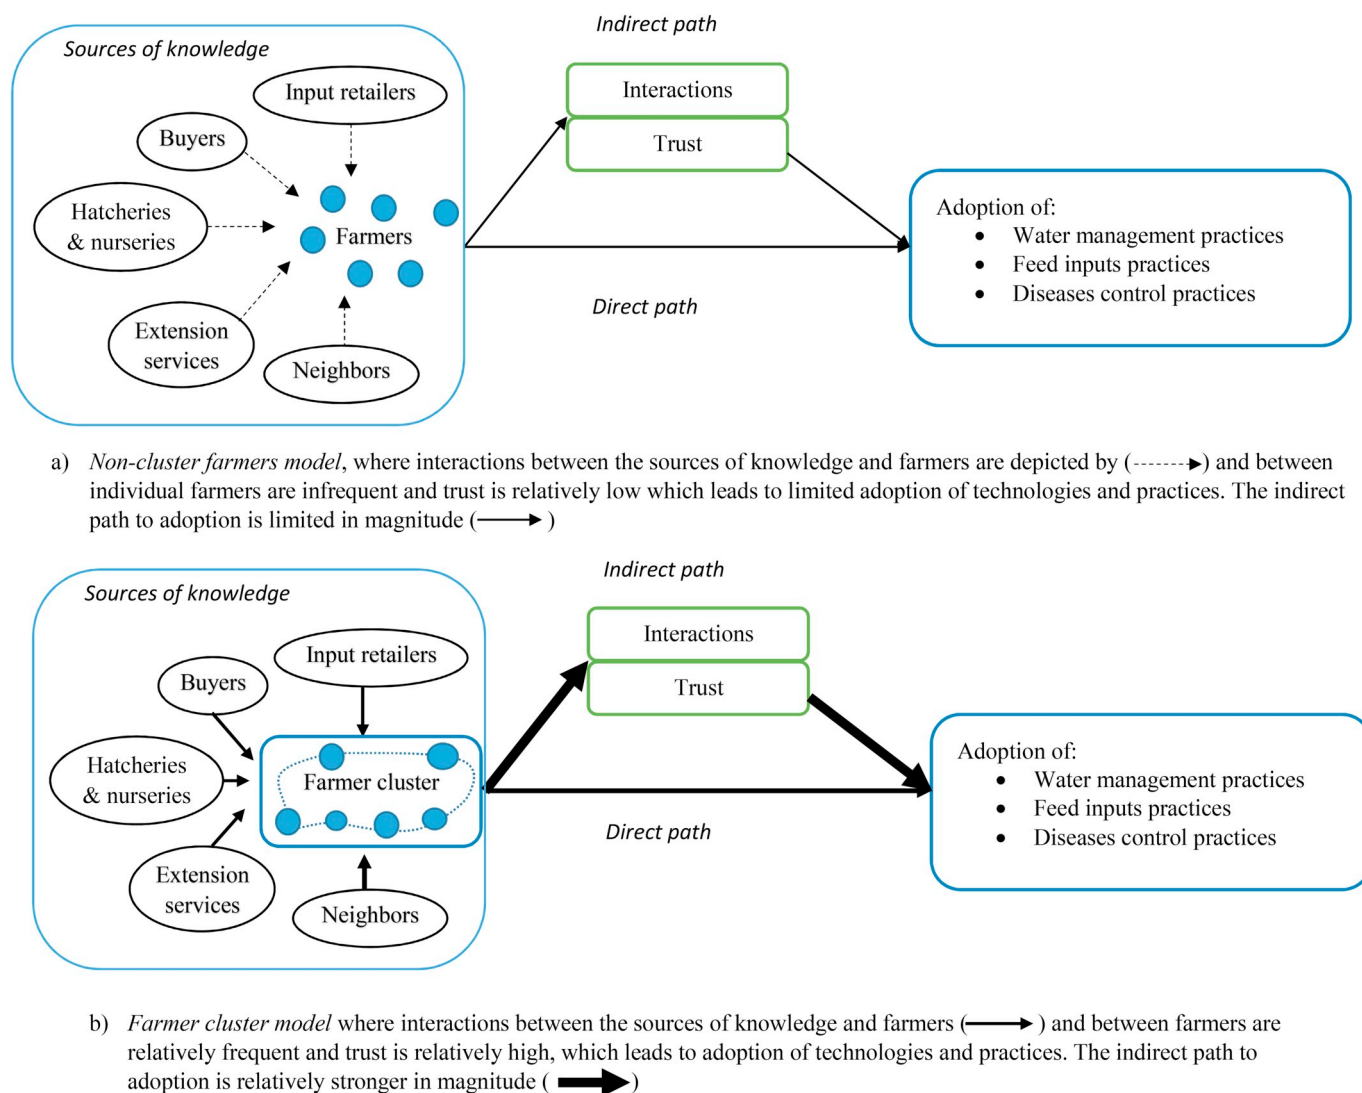 Indirect path
Sources of knowledge
Input retailers
Interactions
Buyers
Trust
Hatcheries
& nurseries
Farmers
Adoption of:
• Water management practices
• Feed inputs practices
• Diseases control practices
Direct path
Extension
services
Neighbors
a) Non-cluster farmers model, where interactions between the sources of knowledge and farmers are depicted by ( ) and between
individual farmers are infrequent and trust is relatively low which leads to limited adoption of technologies and practices. The indirect
path to adoption is limited in magnitude ( )
Indirect path
Sources of knowledge
Input retailers
Interactions
Buyers
Trust
Hatcheries
& nurseries
Farmer cluster
Adoption of:
• Water management practices
• Feed inputs practices
• Diseases control practices
Direct path
Extension
services
Neighbors
b) Farmer cluster model where interactions between the sources of knowledge and farmers ( ) and between farmers are
relatively frequent and trust is relatively high, which leads to adoption of technologies and practices. The indirect path to
adoption is relatively stronger in magnitude ( )